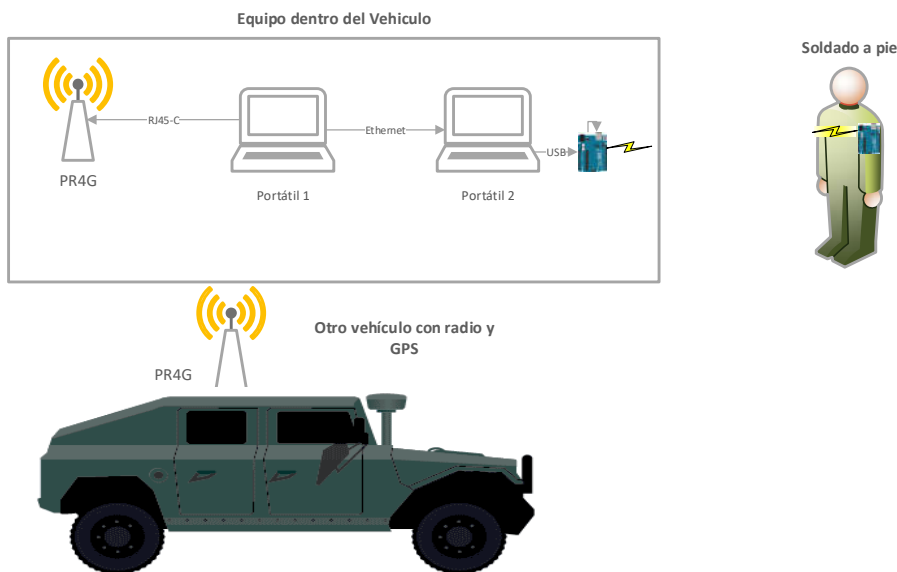 Equipo dentro del Vehiculo
Soldado a pie
RJ45-C
Ethernet
USB
PR4G
Portátil 1
Portátil 2
Otro vehículo con radio y
GPS
PR4G